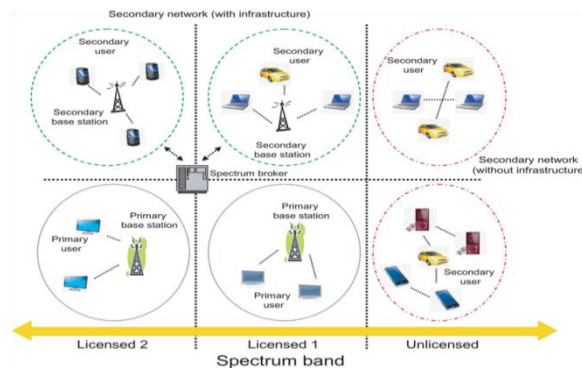 Secondary network (with infrastructure)
Secondary
user
Secondary
base station
Secondary
user
Secondary
base station
Secondary
user
Secondary network
(without infrastructure)
Spectrum broker
Primary
base station
Primary
user
Primary
base station
Primary
user
Secondary
user
Licensed 2
Licensed 1
Unlicensed
Spectrum band